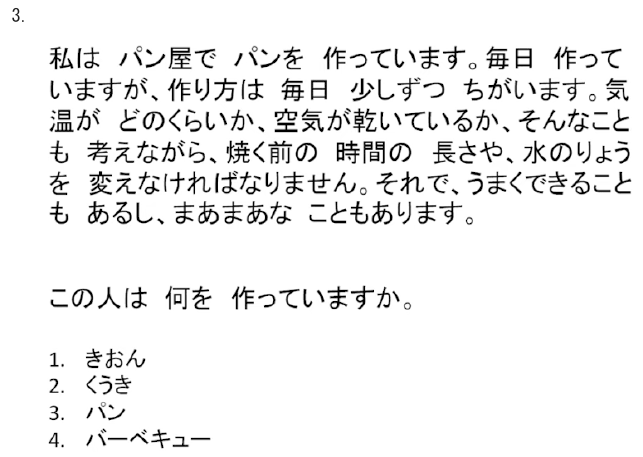 3.
私は パン屋で パンを 作っています。毎日 作って
いますが、作り方は 毎日 少しずつ ちがいます。気
温が どのくらいか、空気が乾いているか、そんなこと
も 考えながら、焼く前の 時間の 長さや、水のりょう
を 変えなければなりません。それで、うまくできること
も あるし、まあまあな こともあります。
この人は 何を 作っていますか。
1. きおん
2. くうき
3. パン
4. バーベキュー